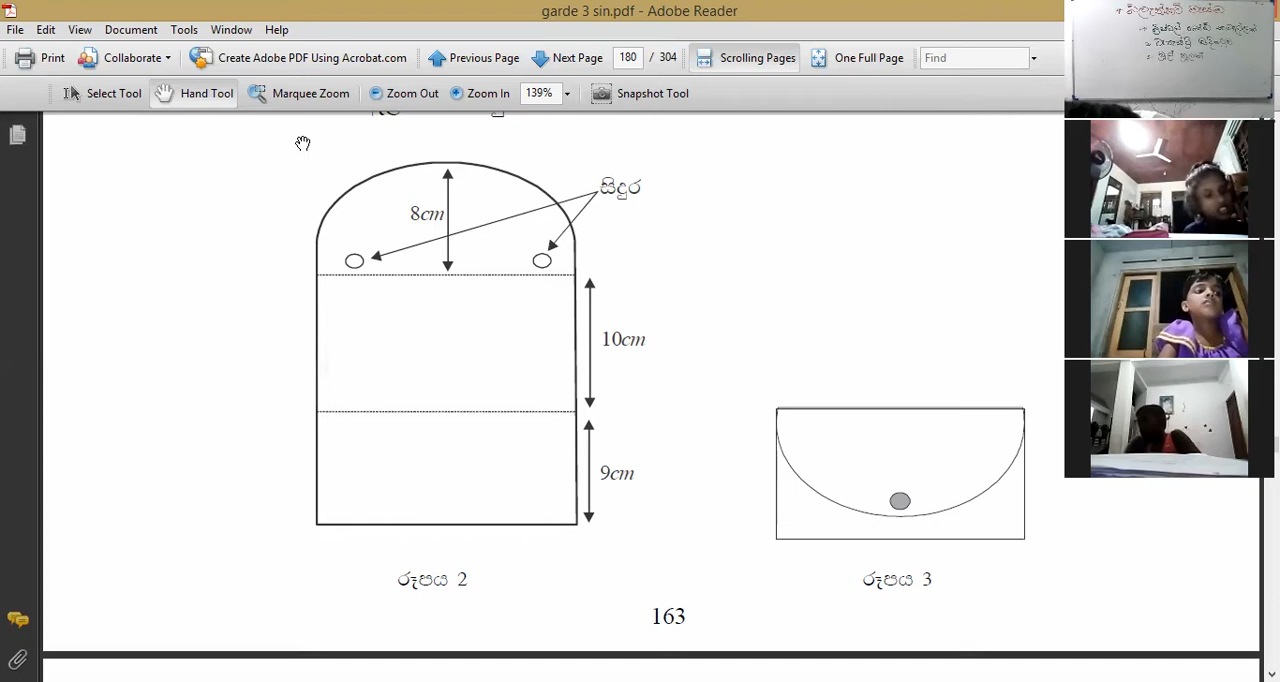 garde 3 sin.pdf - Adobe Reader
File Edit View Document Tools Window Help
Print Collaborate Create Adobe PDF Using Acrobat.com Previous Page Next Page 180 / 304 Scrolling Pages One Full Page Find
Select Tool Hand Tool Marquee Zoom Zoom Out Zoom In 139% Snapshot Tool
සිදුර
8cm
10cm
9cm
රූපය 2
රූපය 3
163